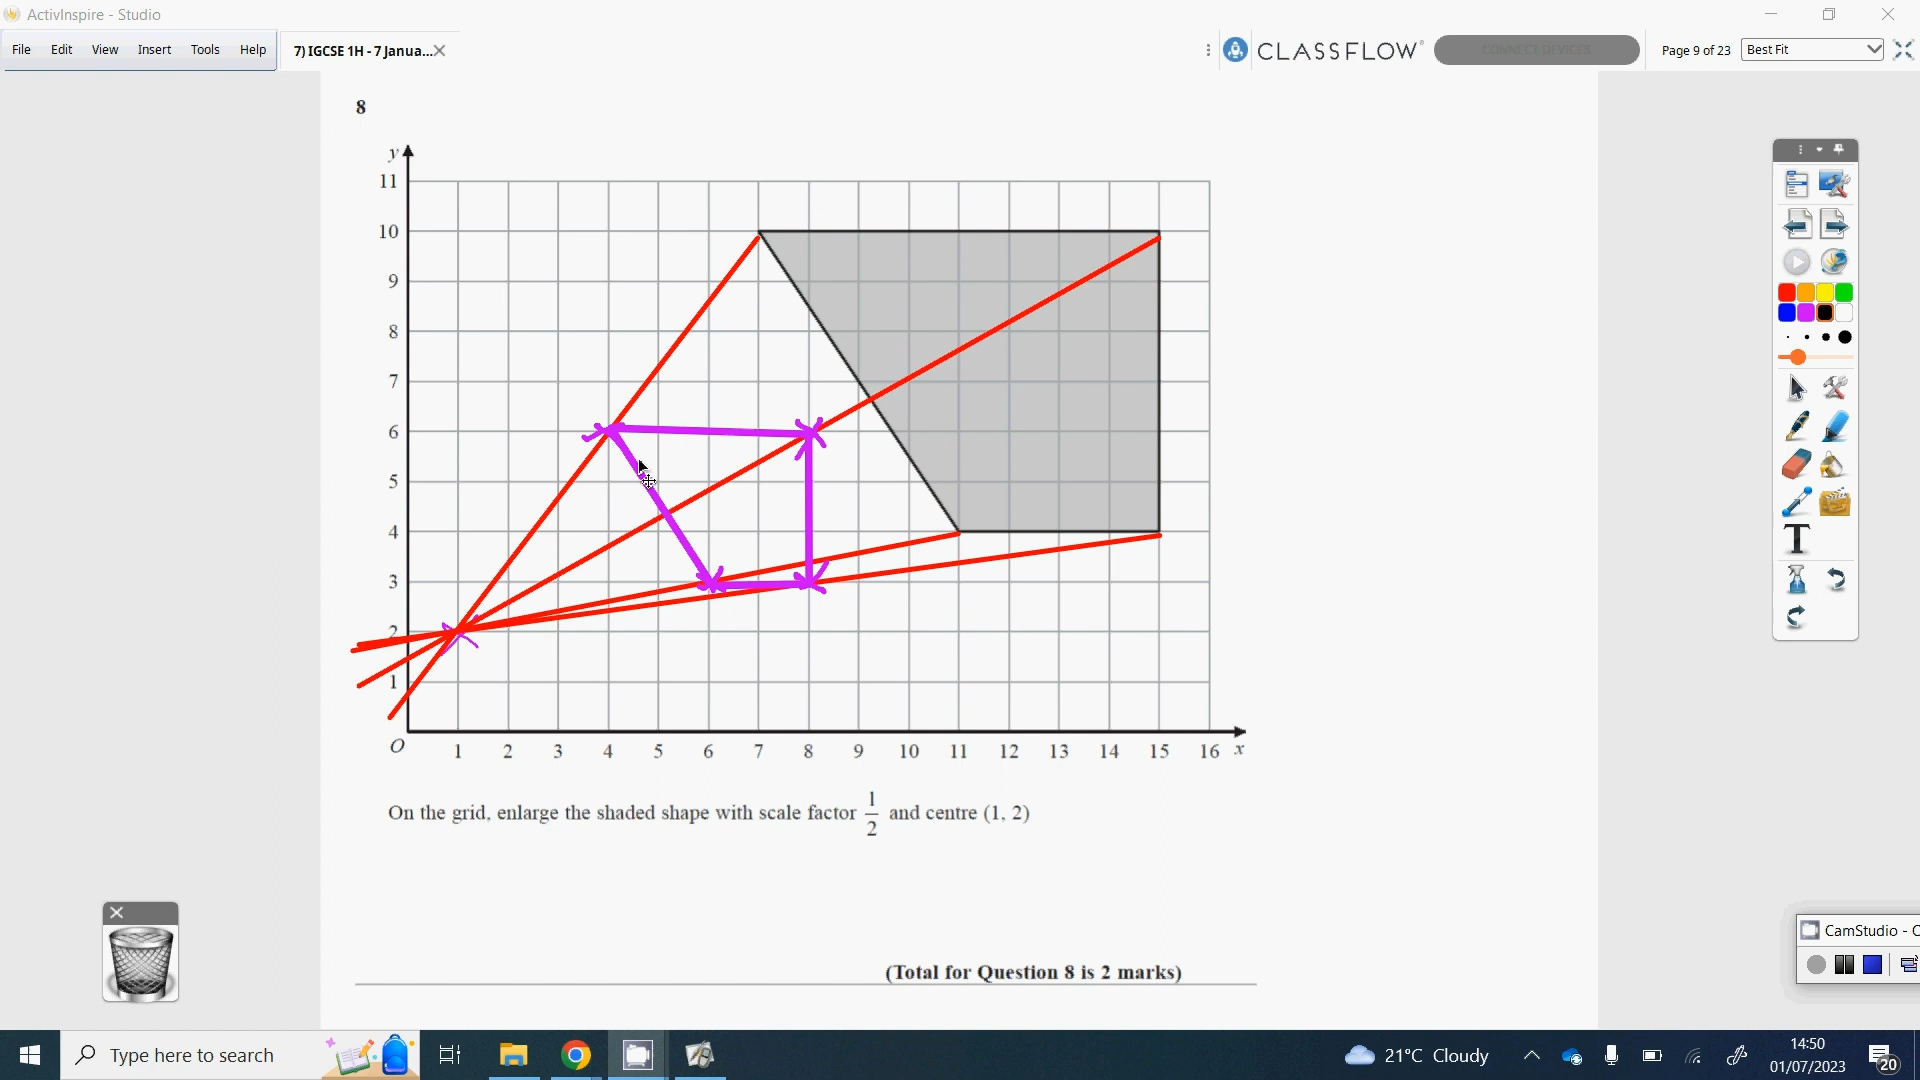 ActivInspire - Studio
File Edit View Insert Tools Help
7) IGCSE 1H - 7 Janua...
CLASSFLOW
CONNECT DEVICES
Page 9 of 23
Best Fit
8
y
11
10
9
8
7
6
5
4
3
2
1
O
1 2 3 4 5 6 7 8 9 10 11 12 13 14 15 16 x
On the grid, enlarge the shaded shape with scale factor 1/2 and centre (1, 2)
(Total for Question 8 is 2 marks)
T
CamStudio - O
Type here to search
21°C Cloudy
14:50
01/07/2023
20